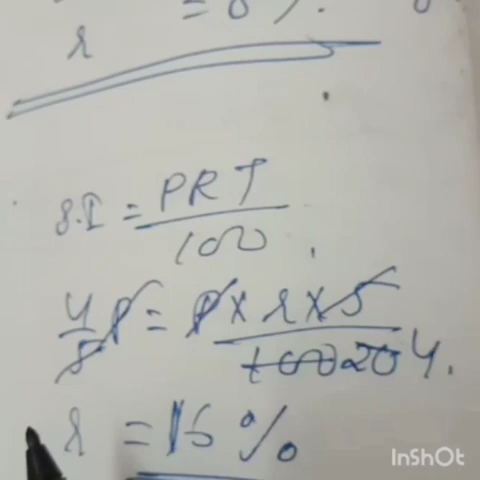 r = 8%.
S.I = PRT/100
4/5 P = P × r × 5 / 100 20 4.
r = 16%
InShOt